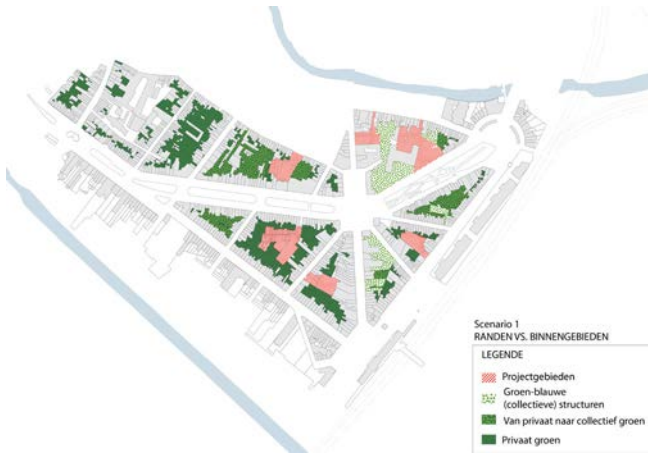 Scenario 1
RANDEN VS. BINNENGEBIEDEN
LEGENDE
Projectgebieden
Groen-blauwe
(collectieve) structuren
Van privaat naar collectief groen
Privaat groen